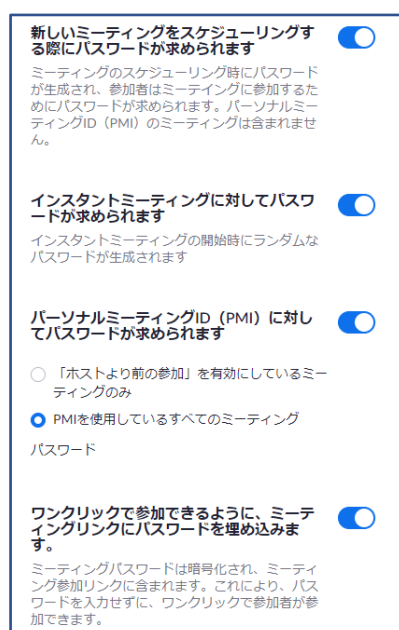 新しいミーティングをスケジューリングす
る際にパスワードが求められます
ミーティングのスケジューリング時にパスワード
が生成され、参加者はミーテイングに参加するた
めにパスワードが求められます。パーソナルミー
ティングID（PMI）のミーティングは含まれませ
ん。
インスタントミーティングに対してパスワ
ードが求められます
インスタントミーティングの開始時にランダムな
パスワードが生成されます
パーソナルミーティングID（PMI）に対し
てパスワードが求められます
「ホストより前の参加」を有効にしているミー
ティングのみ
PMIを使用しているすべてのミーティング
パスワード
ワンクリックで参加できるように、ミーテ
ィングリンクにパスワードを埋め込みま
す。
ミーティングパスワードは暗号化され、ミーティ
ング参加リンクに含まれます。これにより、パス
ワードを入力せずに、ワンクリックで参加者が参
加できます。